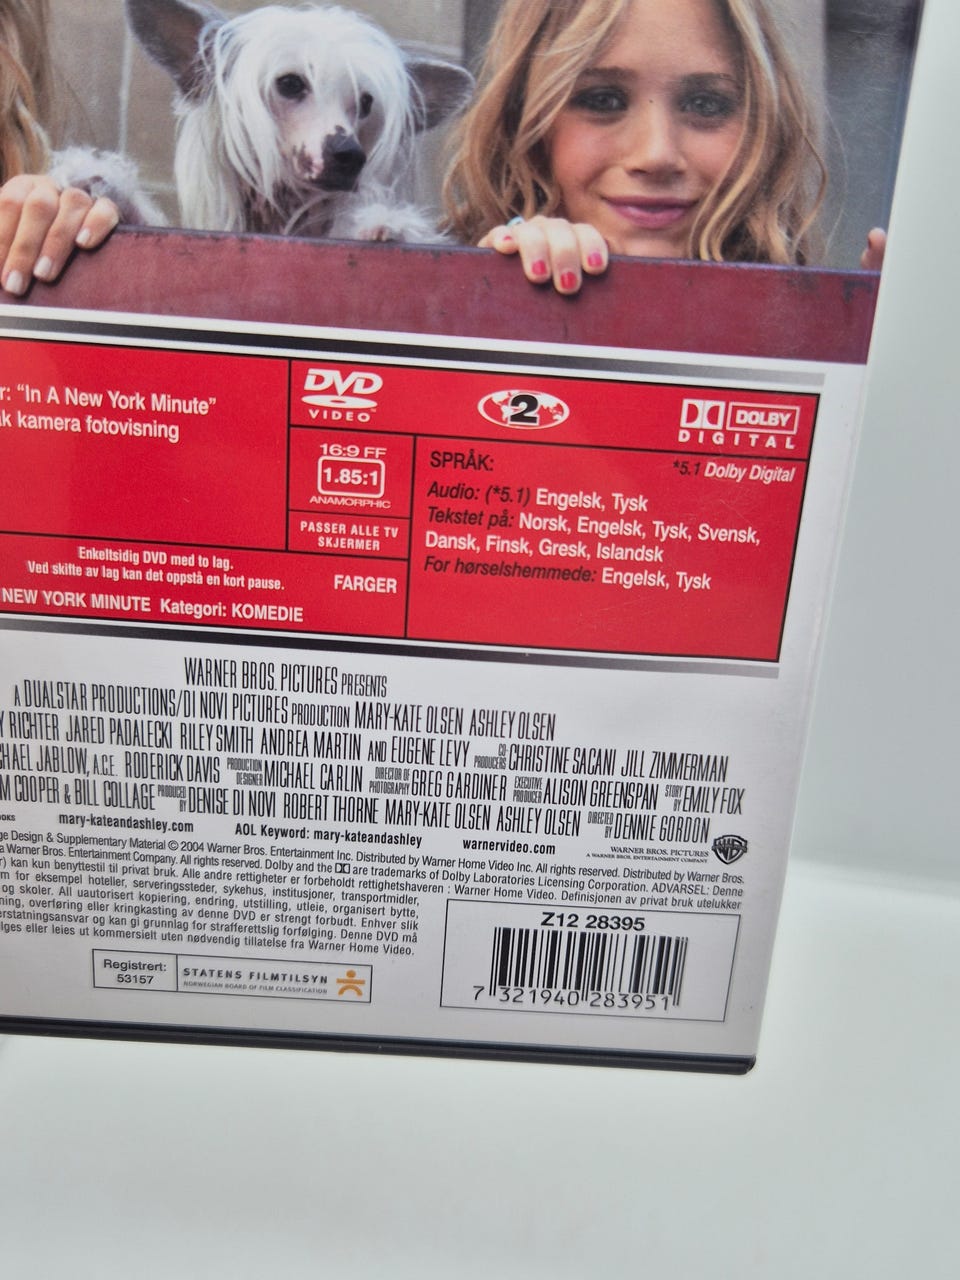 r: “In A New York Minute”
k kamera fotovisning
DVD
VIDEO™
2
DOLBY
DIGITAL
16:9 FF
1.85:1
ANAMORPHIC
PASSER ALLE TV
SKJERMER
SPRÅK:
*5.1 Dolby Digital
Audio: (*5.1) Engelsk, Tysk
Tekstet på: Norsk, Engelsk, Tysk, Svensk,
Dansk, Finsk, Gresk, Islandsk
For hørselshemmede: Engelsk, Tysk
Enkeltsidig DVD med to lag.
Ved skifte av lag kan det oppstå en kort pause.
FARGER
NEW YORK MINUTE Kategori: KOMEDIE
WARNER BROS. PICTURES PRESENTS
A DUALSTAR PRODUCTIONS/DI NOVI PICTURES PRODUCTION MARY-KATE OLSEN ASHLEY OLSEN
Y RICHTER JARED PADALECKI RILEY SMITH ANDREA MARTIN AND EUGENE LEVY CO-PRODUCERS CHRISTINE SACANI JILL ZIMMERMAN
HAEL JABLOW, A.C.E. RODERICK DAVIS PRODUCTION DESIGNER MICHAEL CARLIN DIRECTOR OF PHOTOGRAPHY GREG GARDINER EXECUTIVE PRODUCER ALISON GREENSPAN STORY BY EMILY FOX
M COOPER & BILL COLLAGE PRODUCED BY DENISE DI NOVI ROBERT THORNE MARY-KATE OLSEN ASHLEY OLSEN DIRECTED BY DENNIE GORDON
OOKS mary-kateandashley.com AOL Keyword: mary-kateandashley warnervideo.com
WARNER BROS. PICTURES
A WARNER BROS. ENTERTAINMENT COMPANY
ge Design & Supplementary Material © 2004 Warner Bros. Entertainment Inc. Distributed by Warner Home Video Inc. All rights reserved. Distributed by Warner Bros.
a Warner Bros. Entertainment Company. All rights reserved. Dolby and the are trademarks of Dolby Laboratories Licensing Corporation. ADVARSEL: Denne
r) kan kun benyttes til privat bruk. Alle andre rettigheter er forbeholdt rettighetshaveren : Warner Home Video. Definisjonen av privat bruk utelukker
m for eksempel hoteller, serveringssteder, sykehus, institusjoner, transportmidler,
og skoler. All uautorisert kopiering, endring, utstilling, utleie, organisert bytte,
ning, overføring eller kringkasting av denne DVD er strengt forbudt. Enhver slik
erstatningsansvar og kan gi grunnlag for strafferettslig forfølging. Denne DVD må
lges eller leies ut kommersielt uten nødvendig tillatelse fra Warner Home Video.
Registrert:
53157
STATENS FILMTILSYN
NORWEGIAN BOARD OF FILM CLASSIFICATION
Z12 28395
7 321940 283951